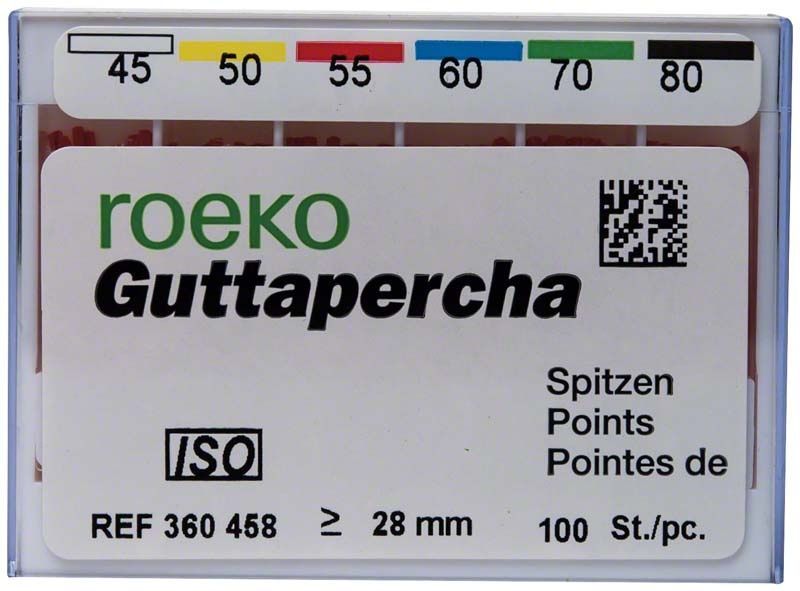 45 50 55 60 70 80
roeko
Guttapercha
Spitzen
Points
Pointes de
ISO
REF 360 458 ≥ 28 mm 100 St./pc.